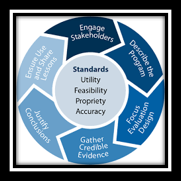 Engage
Stakeholders
Describe the
Program
Focus
Evaluation
Design
Gather
Credible
Evidence
Justify
Conclusions
Ensure Use
and Share
Lessons
Standards
Utility
Feasibility
Propriety
Accuracy